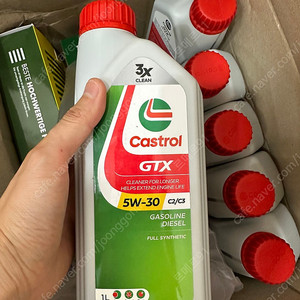 BESTE
HOCHWERTIGE
3X
CLEAN
Castrol
GTX
CLEANER FOR LONGER
HELPS EXTEND ENGINE LIFE
5W-30 C2/C3
GASOLINE
DIESEL
FULL SYNTHETIC
1L